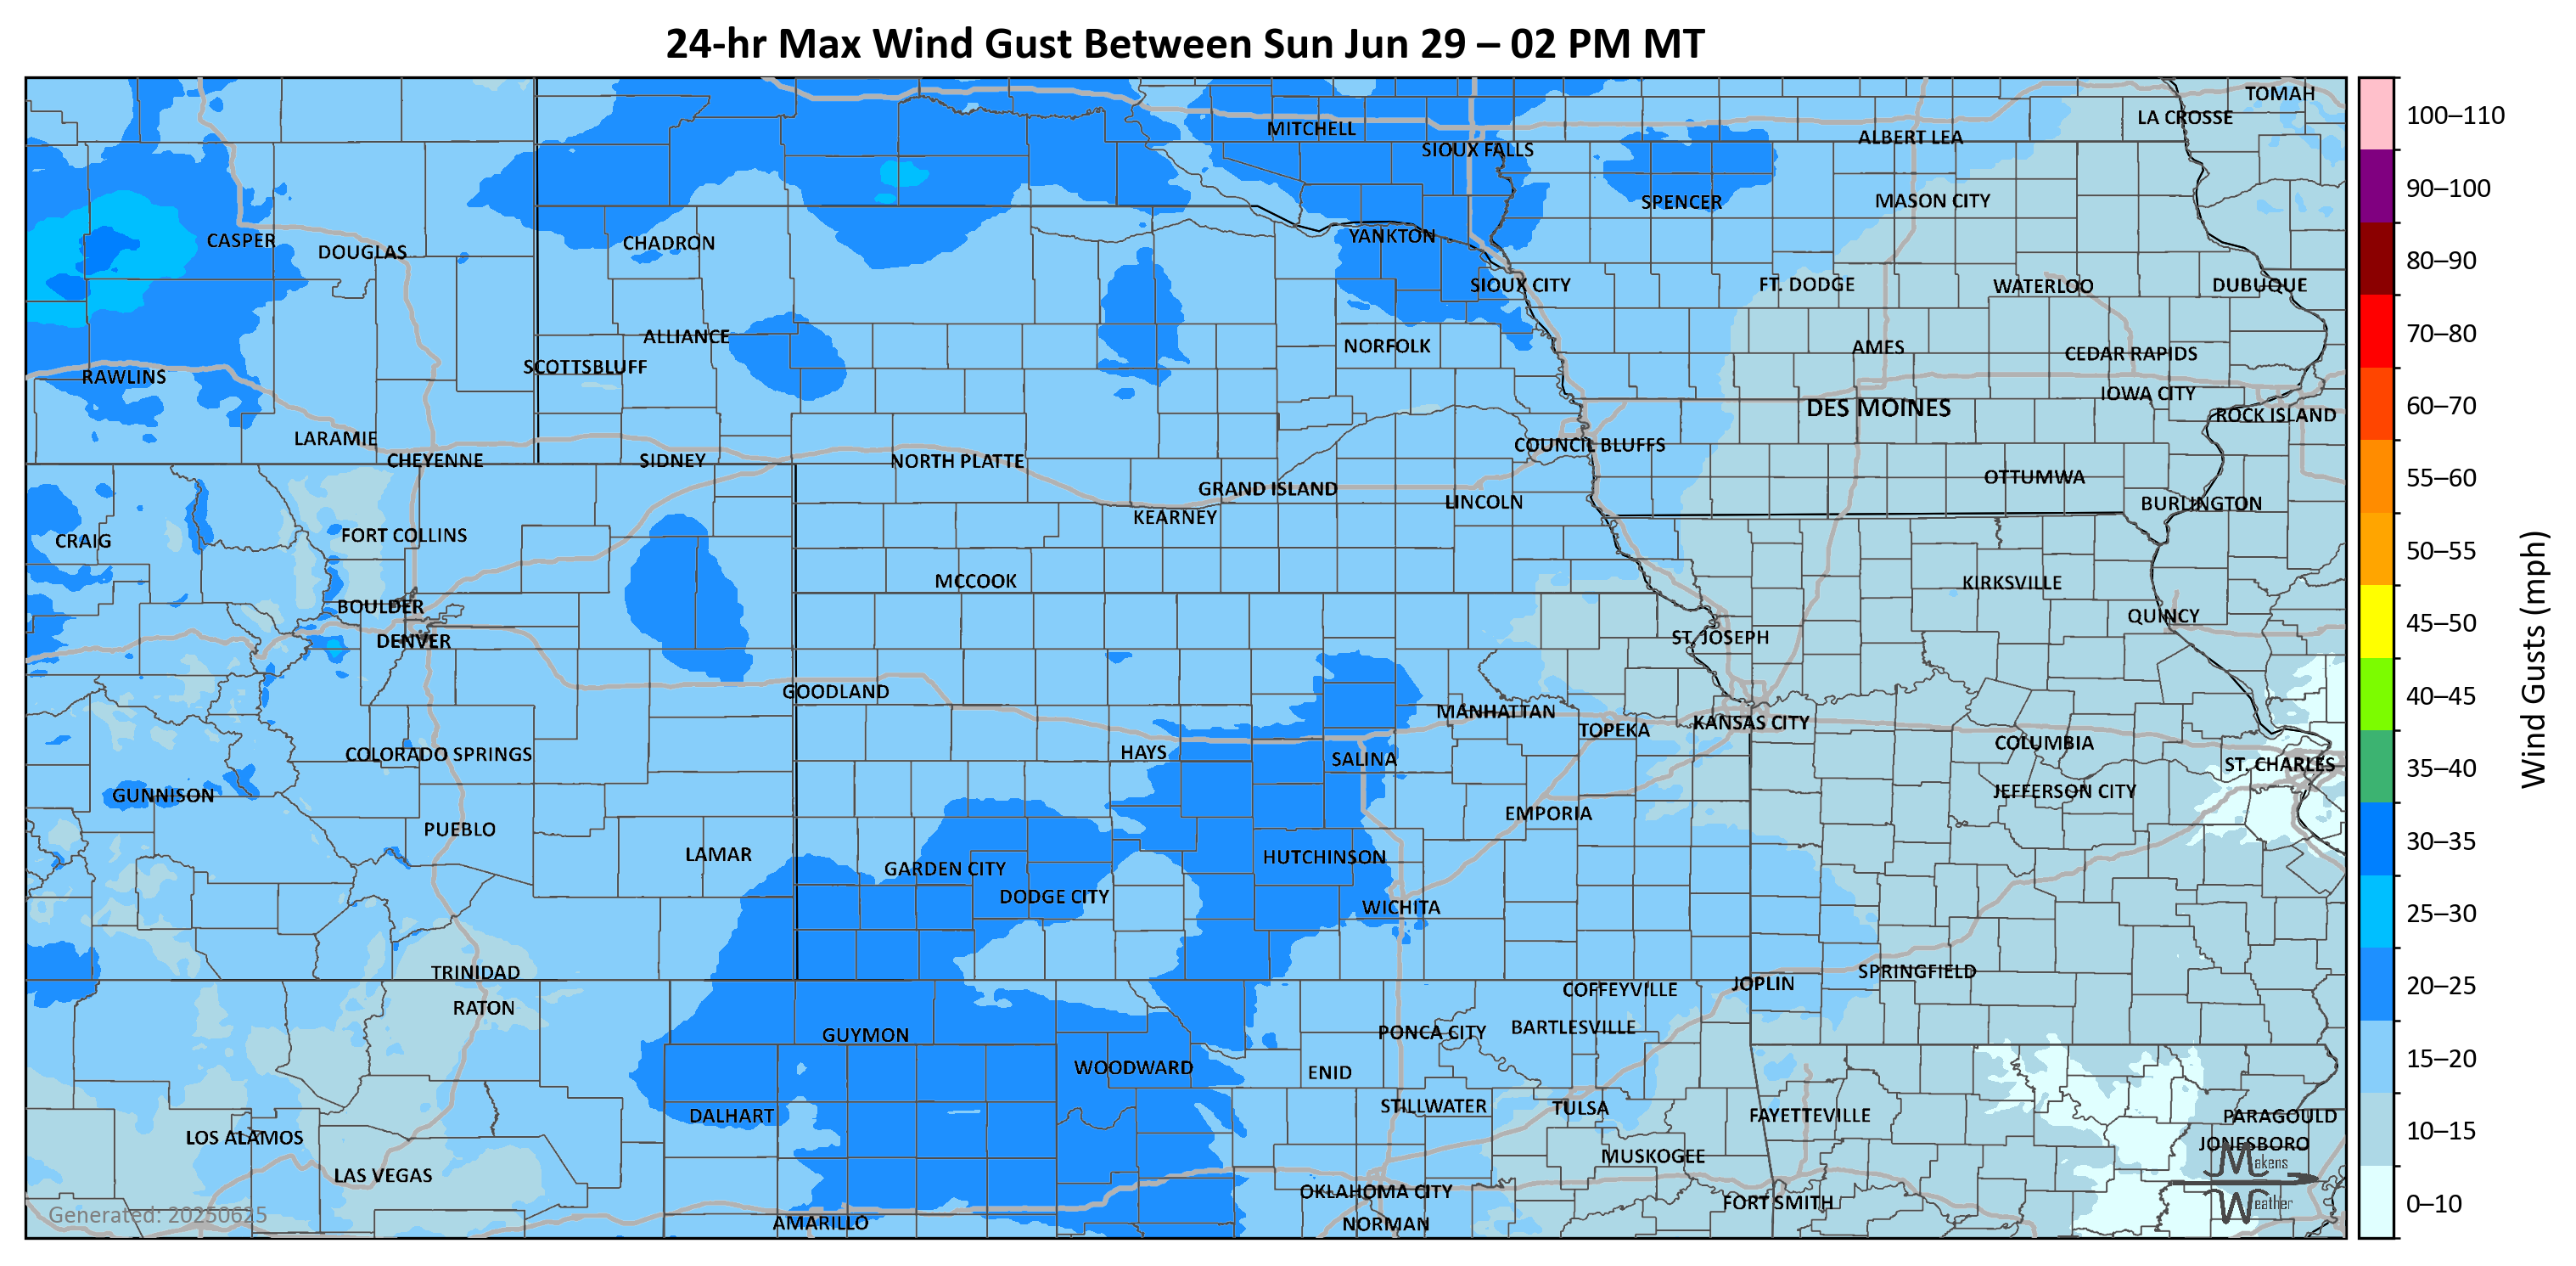 24-hr Max Wind Gust Between Sun Jun 29 – 02 PM MT
TOMAH
LA CROSSE
MITCHELL
ALBERT LEA
SIOUX FALLS
SPENCER
MASON CITY
YANKTON
CASPER
CHADRON
DOUGLAS
SIOUX CITY
FT. DODGE
WATERLOO
DUBUQUE
ALLIANCE
NORFOLK
AMES
CEDAR RAPIDS
SCOTTSBLUFF
RAWLINS
IOWA CITY
DES MOINES
ROCK ISLAND
LARAMIE
COUNCIL BLUFFS
CHEYENNE
SIDNEY
NORTH PLATTE
OTTUMWA
GRAND ISLAND
LINCOLN
BURLINGTON
KEARNEY
FORT COLLINS
CRAIG
MCCOOK
KIRKSVILLE
BOULDER
QUINCY
DENVER
ST. JOSEPH
GOODLAND
MANHATTAN
KANSAS CITY
TOPEKA
COLUMBIA
COLORADO SPRINGS
HAYS
SALINA
ST. CHARLES
JEFFERSON CITY
GUNNISON
EMPORIA
PUEBLO
LAMAR
HUTCHINSON
GARDEN CITY
DODGE CITY
WICHITA
TRINIDAD
SPRINGFIELD
JOPLIN
COFFEYVILLE
RATON
BARTLESVILLE
PONCA CITY
GUYMON
WOODWARD
ENID
STILLWATER
TULSA
DALHART
FAYETTEVILLE
PARAGOULD
LOS ALAMOS
JONESBORO
MUSKOGEE
LAS VEGAS
OKLAHOMA CITY
FORT SMITH
AMARILLO
NORMAN
Generated: 20250625
Makens
Weather
100–110
90–100
80–90
70–80
60–70
55–60
50–55
45–50
40–45
35–40
30–35
25–30
20–25
15–20
10–15
0–10
Wind Gusts (mph)